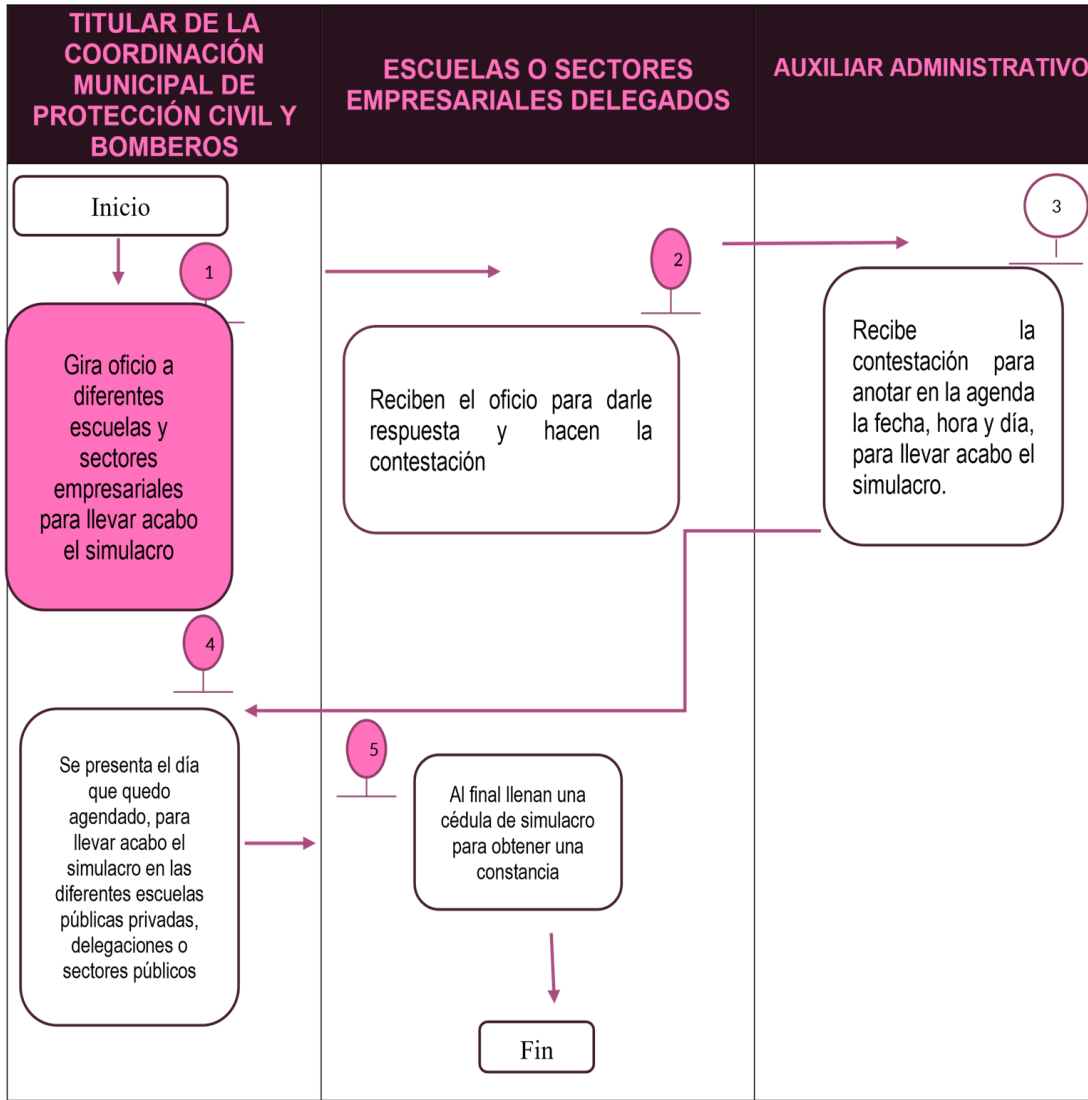 TITULAR DE LA
COORDINACIÓN
MUNICIPAL DE
PROTECCIÓN CIVIL Y
BOMBEROS
ESCUELAS O SECTORES
EMPRESARIALES DELEGADOS
AUXILIAR ADMINISTRATIVO
Inicio
1
Gira oficio a
diferentes
escuelas y
sectores
empresariales
para llevar acabo
el simulacro
2
Reciben el oficio para darle
respuesta y hacen la
contestación
3
Recibe la
contestación para
anotar en la agenda
la fecha, hora y día,
para llevar acabo el
simulacro.
4
Se presenta el día
que quedo
agendado, para
llevar acabo el
simulacro en las
diferentes escuelas
públicas privadas,
delegaciones o
sectores públicos
5
Al final llenan una
cédula de simulacro
para obtener una
constancia
Fin